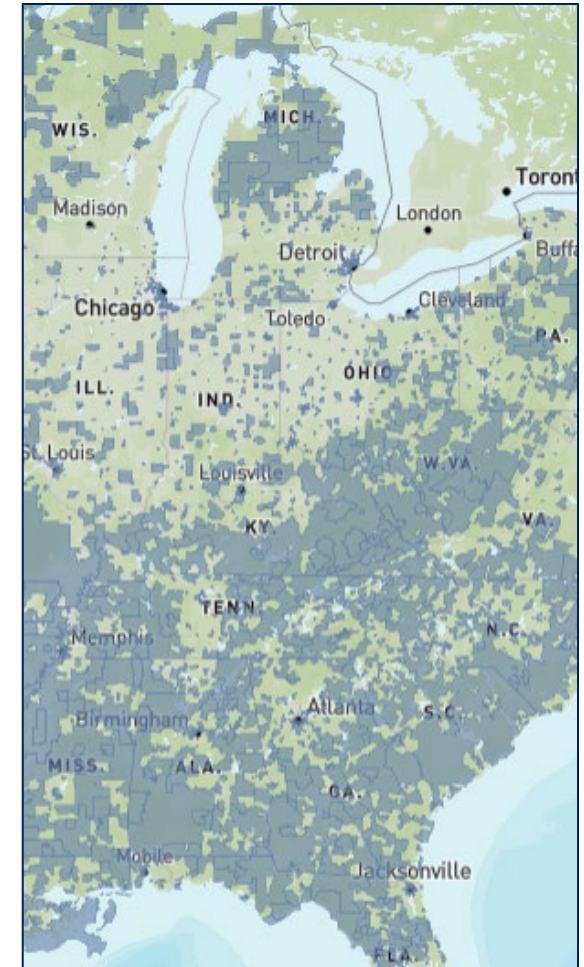 MICH.
WIS.
Toront
Madison
London
Detroit
Buffa
Chicago
Cleveland
Toledo
PA.
OHIO
ILL.
IND.
St. Louis
W.VA.
Louisville
VA.
KY.
TENN
N.C.
Memphis
Atlanta
S.C.
Birmingham
MISS.
ALA.
GA.
Mobile
Jacksonville
FLA.